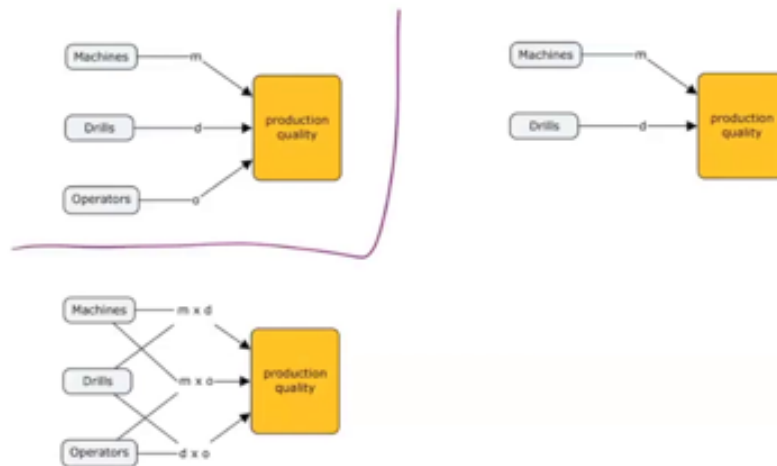 Machines
m
Drills
d
production
quality
Operators
o
Machines
m
Drills
d
production
quality
Machines
m x d
Drills
m x o
production
quality
Operators
d x o